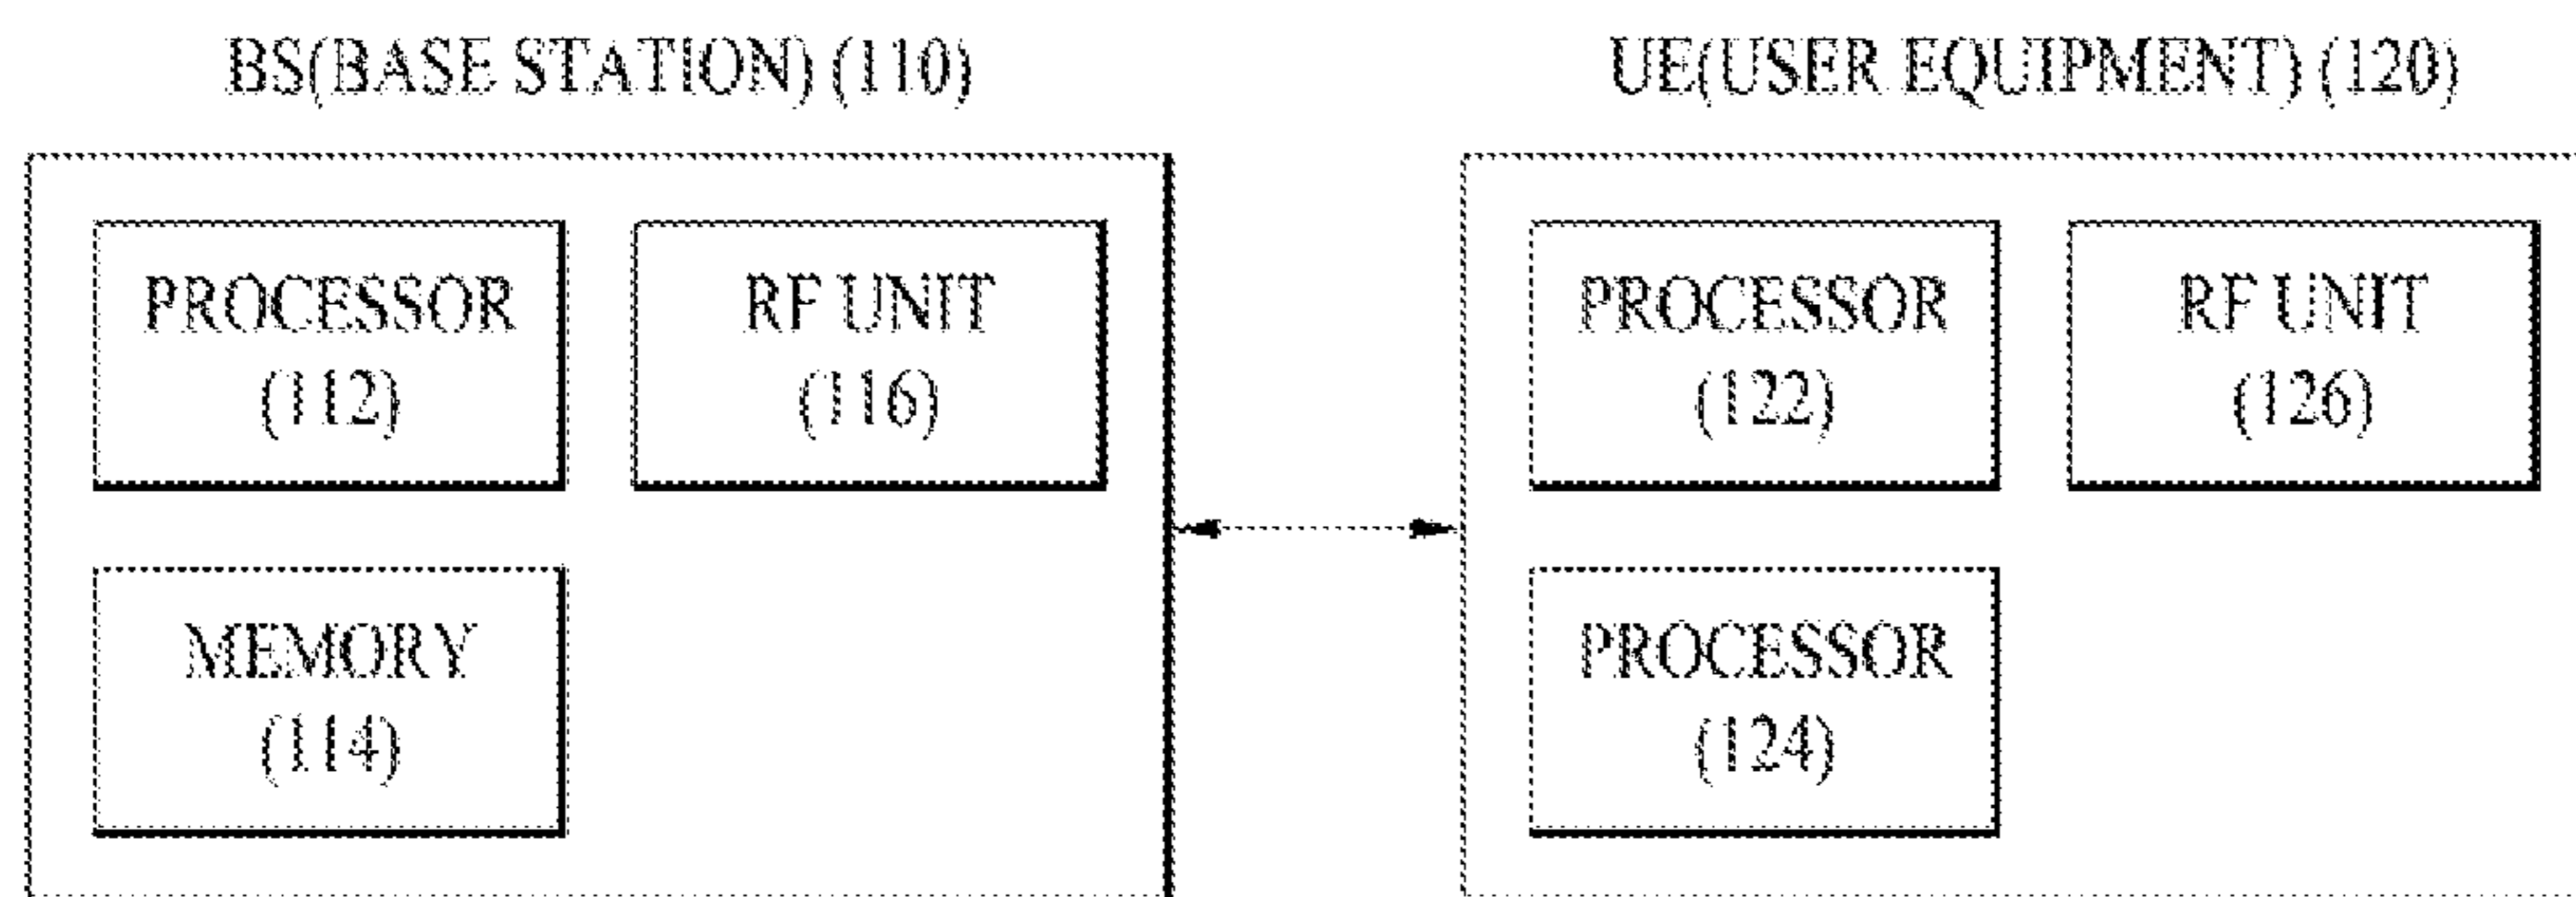 BS(BASE STATION) (110)
UE(USER EQUIPMENT) (120)
PROCESSOR
(112)
RF UNIT
(116)
MEMORY
(114)
PROCESSOR
(122)
RF UNIT
(126)
PROCESSOR
(124)